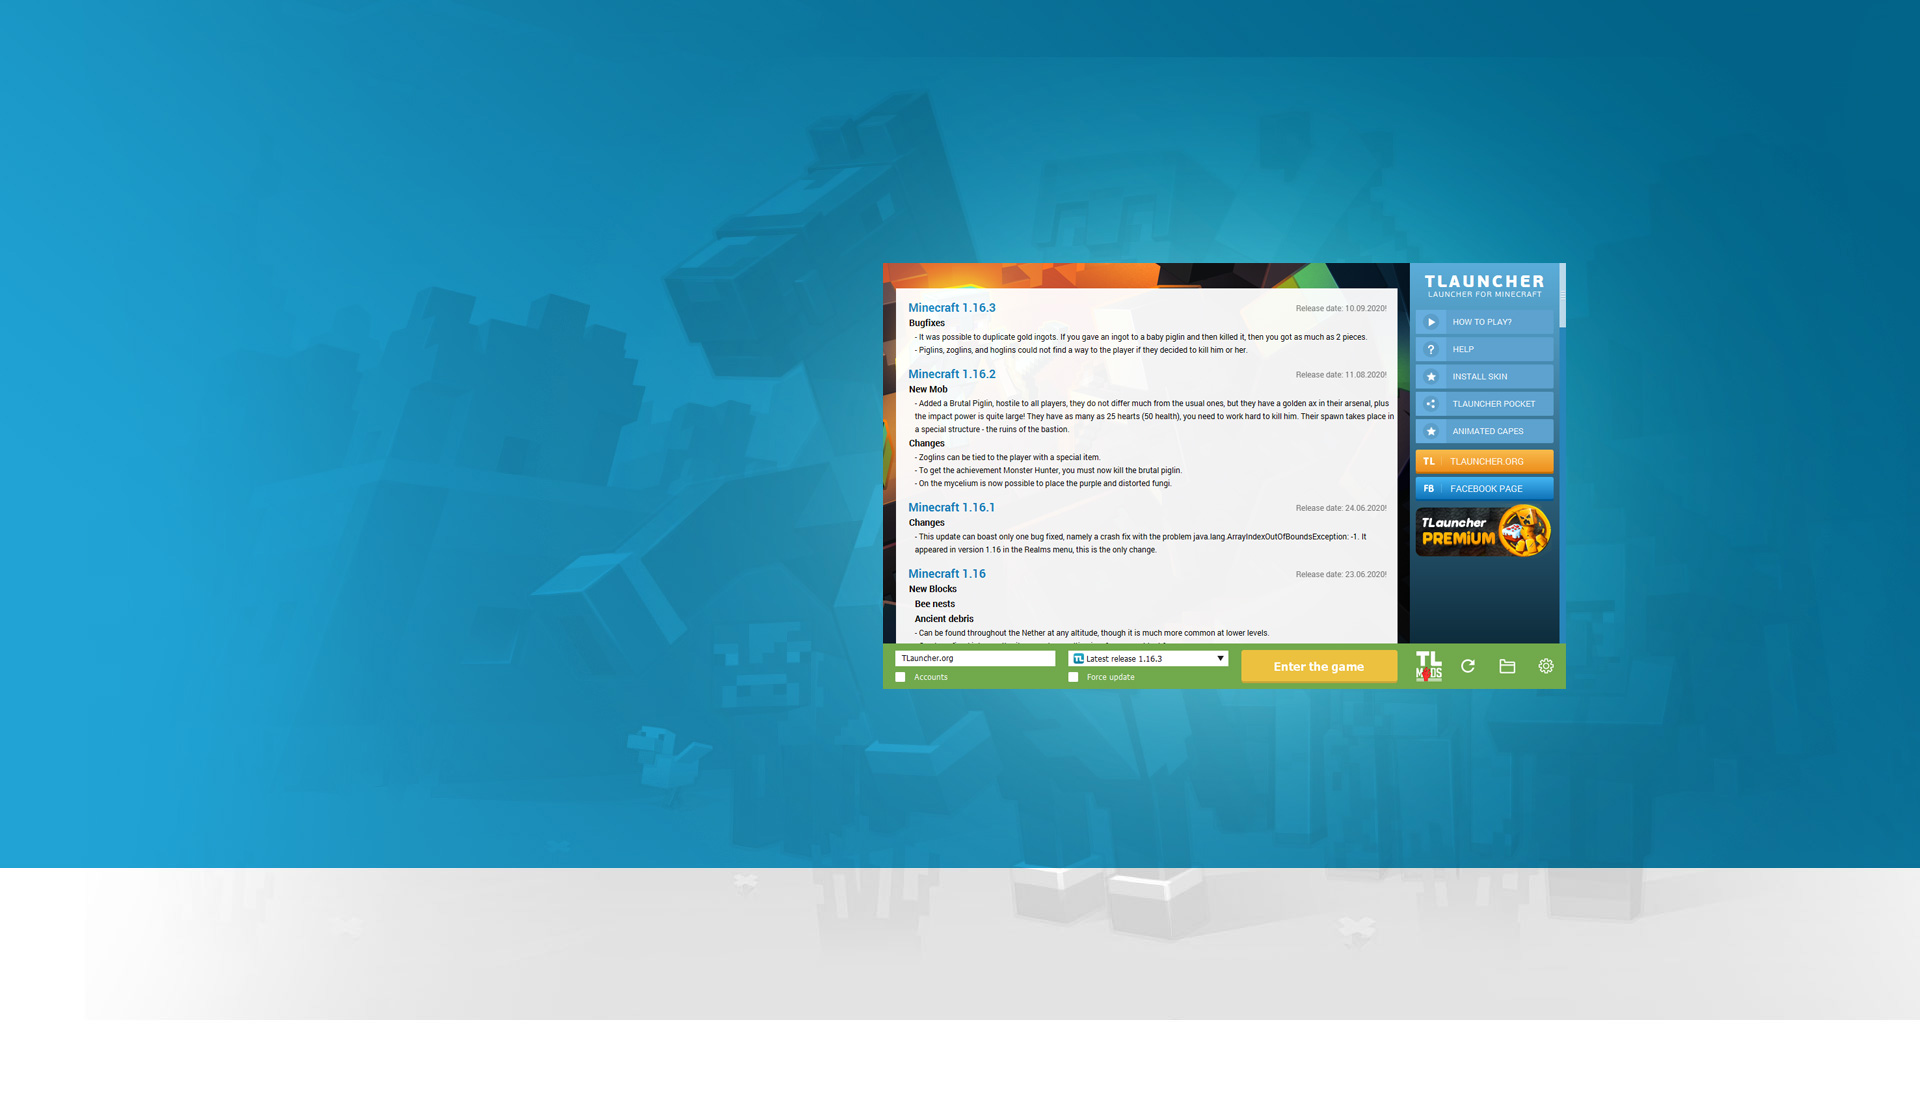 TLAUNCHER
LAUNCHER FOR MINECRAFT
Minecraft 1.16.3
Release date: 10.09.2020!
Bugfixes
- It was possible to duplicate gold ingots. If you gave an ingot to a baby piglin and then killed it, then you got as much as 2 pieces.
- Piglins, zoglins, and hoglins could not find a way to the player if they decided to kill him or her.
Minecraft 1.16.2
Release date: 11.08.2020!
New Mob
- Added a Brutal Piglin, hostile to all players, they do not differ much from the usual ones, but they have a golden ax in their arsenal, plus
the impact power is quite large! They have as many as 25 hearts (50 health), you need to work hard to kill him. Their spawn takes place in
a special structure - the ruins of the bastion.
Changes
- Zoglins can be tied to the player with a special item.
- To get the achievement Monster Hunter, you must now kill the brutal piglin.
- On the mycelium is now possible to place the purple and distorted fungi.
Minecraft 1.16.1
Release date: 24.06.2020!
Changes
- This update can boast only one bug fixed, namely a crash fix with the problem java.lang.ArrayIndexOutOfBoundsException: -1. It
appeared in version 1.16 in the Realms menu, this is the only change.
Minecraft 1.16
Release date: 23.06.2020!
New Blocks
Bee nests
Ancient debris
- Can be found throughout the Nether at any altitude, though it is much more common at lower levels.
HOW TO PLAY?
? HELP
INSTALL SKIN
TLAUNCHER POCKET
ANIMATED CAPES
TL TLAUNCHER.ORG
FB FACEBOOK PAGE
TLauncher
PREMIUM
TLauncher.org
TL Latest release 1.16.3
Enter the game
TL
MODS
Accounts
Force update